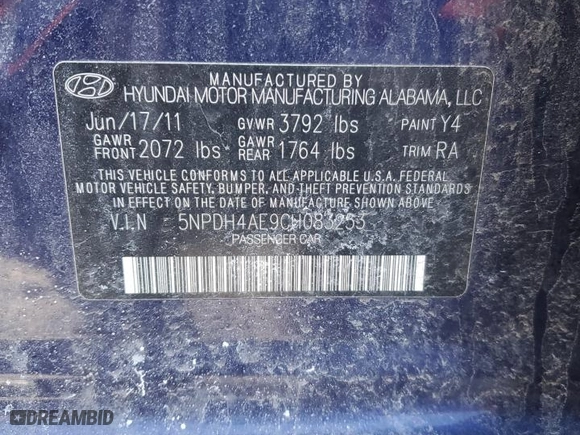 MANUFACTURED BY
HYUNDAI MOTOR MANUFACTURING ALABAMA, LLC
Jun/17/11 GVWR 3792 lbs PAINT Y4
GAWR FRONT 2072 lbs GAWR REAR 1764 lbs TRIM RA
THIS VEHICLE CONFORMS TO ALL APPLICABLE U.S.A. FEDERAL
MOTOR VEHICLE SAFETY, BUMPER, AND THEFT PREVENTION STANDARDS
IN EFFECT ON THE DATE OF MANUFACTURE SHOWN ABOVE.
V.I.N 5NPDH4AE9CH083253
PASSENGER CAR
DREAMBID